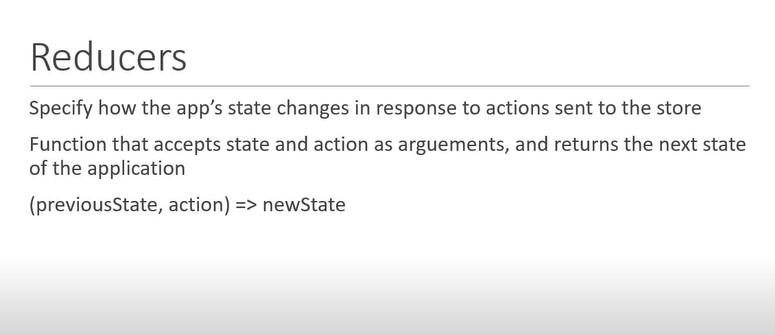 Reducers
Specify how the app's state changes in response to actions sent to the store
Function that accepts state and action as arguements, and returns the next state
of the application
(previousState, action) => newState